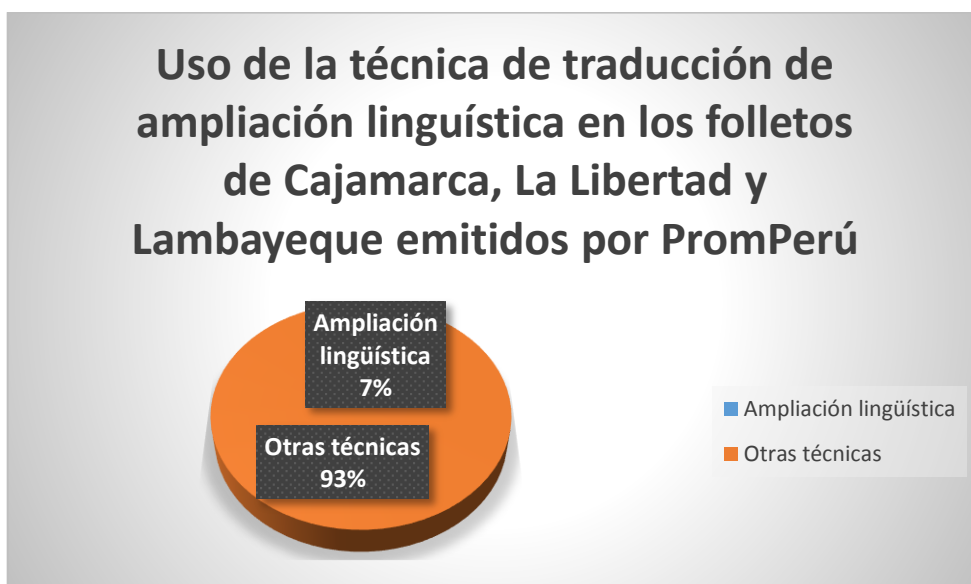 Uso de la técnica de traducción de
ampliación linguística en los folletos
de Cajamarca, La Libertad y
Lambayeque emitidos por PromPerú
Ampliación
lingüística
7%
Otras técnicas
93%
Ampliación lingüística
Otras técnicas